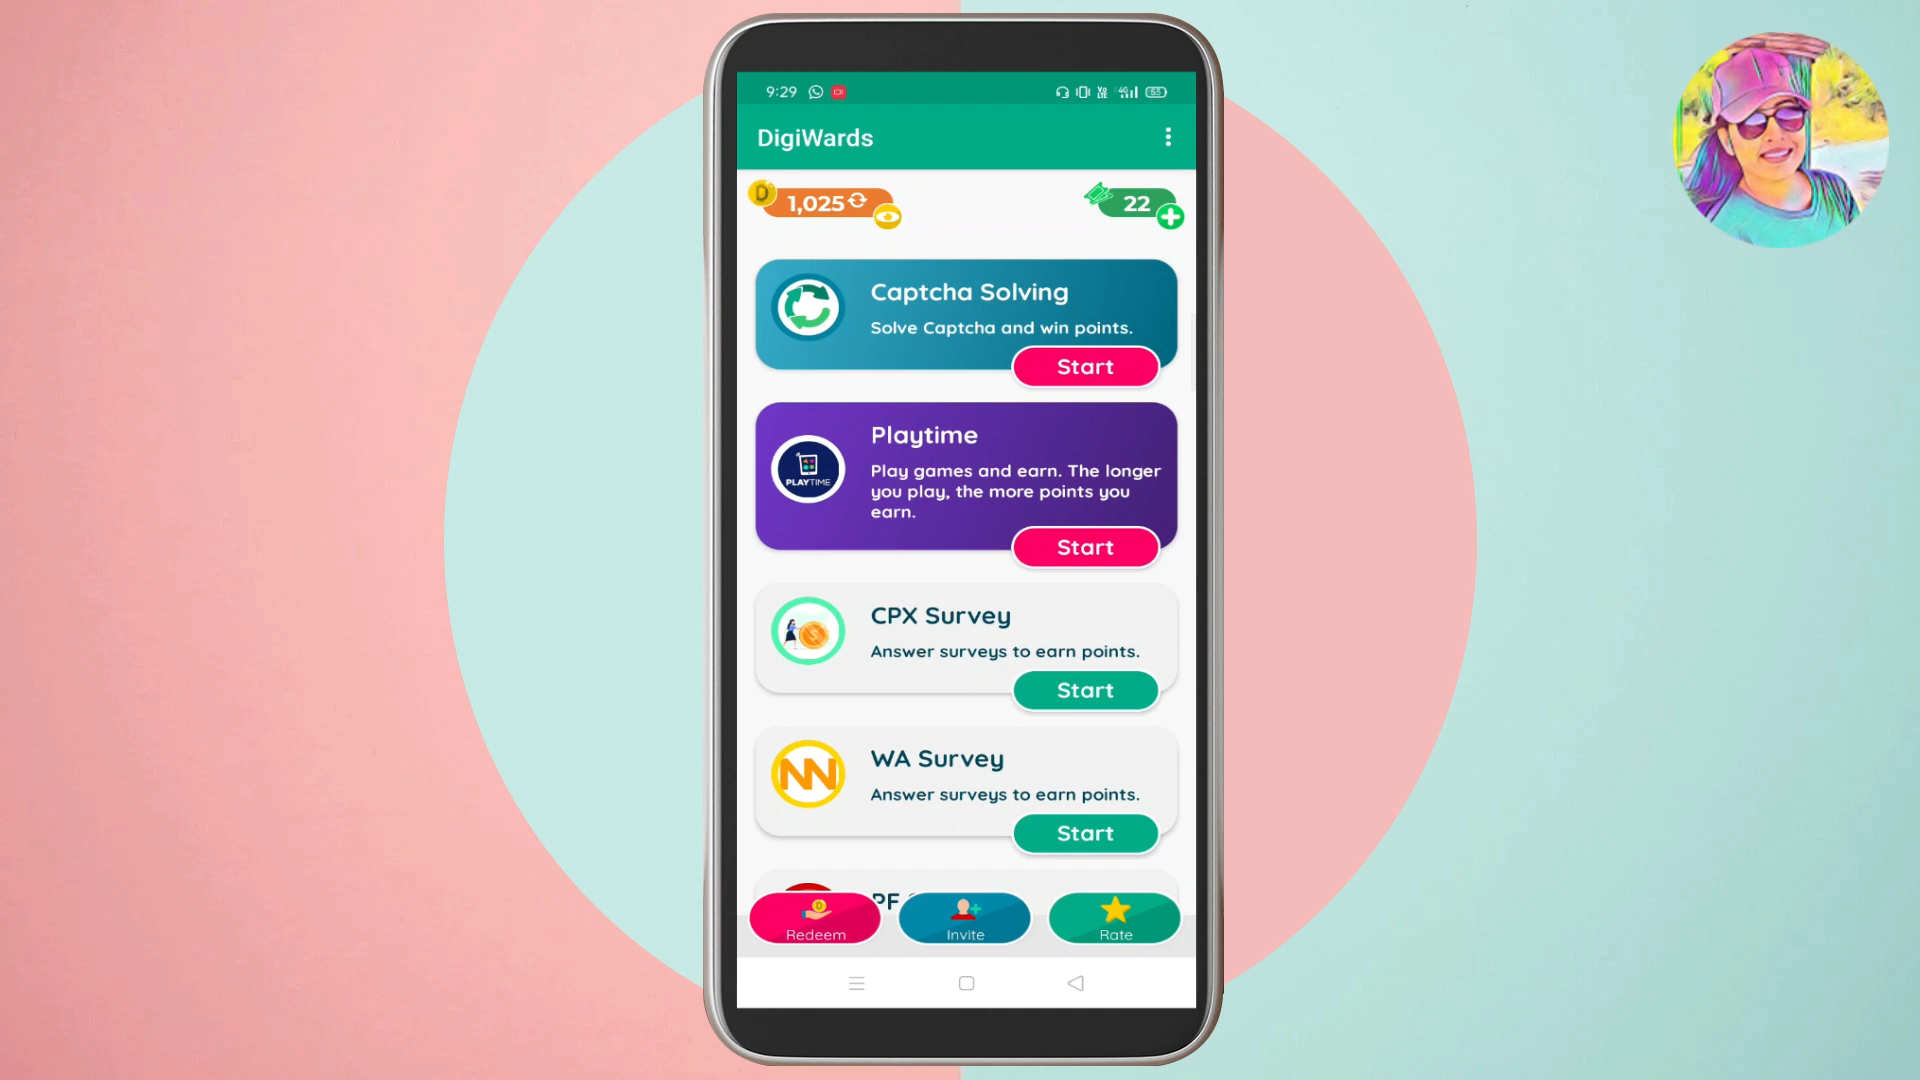 9:29
53
DigiWards
1,025
22
Captcha Solving
Solve Captcha and win points.
Start
Playtime
PLAYTIME
Play games and earn. The longer
you play, the more points you
earn.
Start
CPX Survey
Answer surveys to earn points.
Start
WA Survey
Answer surveys to earn points.
Start
PF
Redeem
Invite
Rate